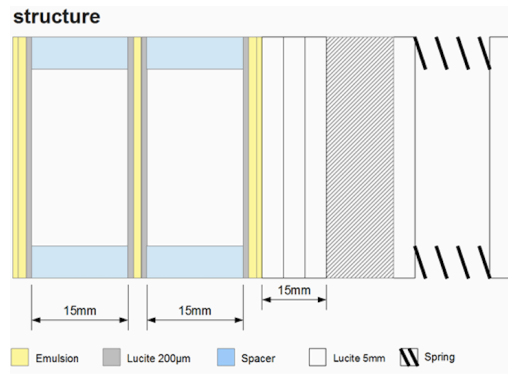 structure
15mm
15mm
15mm
Emulsion
Lucite 200μm
Spacer
Lucite 5mm
Spring